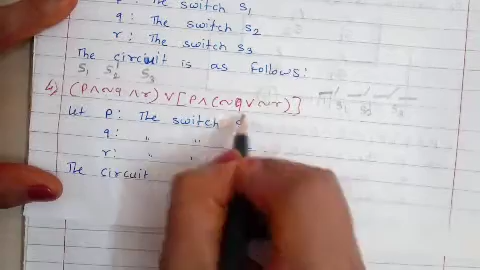 The switch S1
q: The switch S2
r: The switch S3
The circuit is as follows:
S1 S2' S3
4) (P∧~q∧r)∨[P∧(~q∨~r)]
let P: The switch
q: " "
r: " "
The circuit